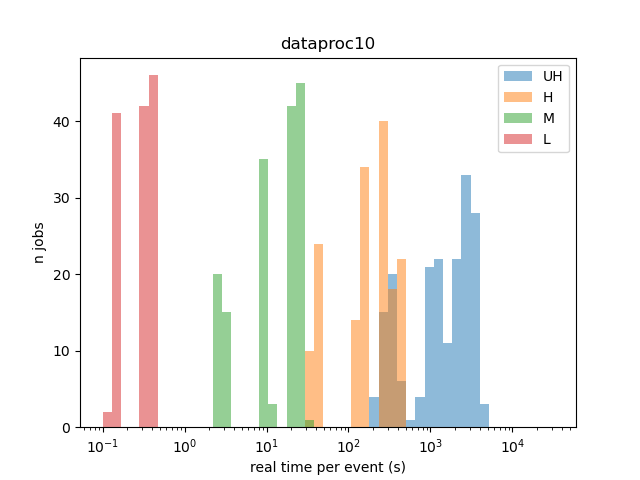 dataproc10
UH
H
M
L
n jobs
40
30
20
10
0
10⁻¹ 10⁰ 10¹ 10² 10³ 10⁴
real time per event (s)